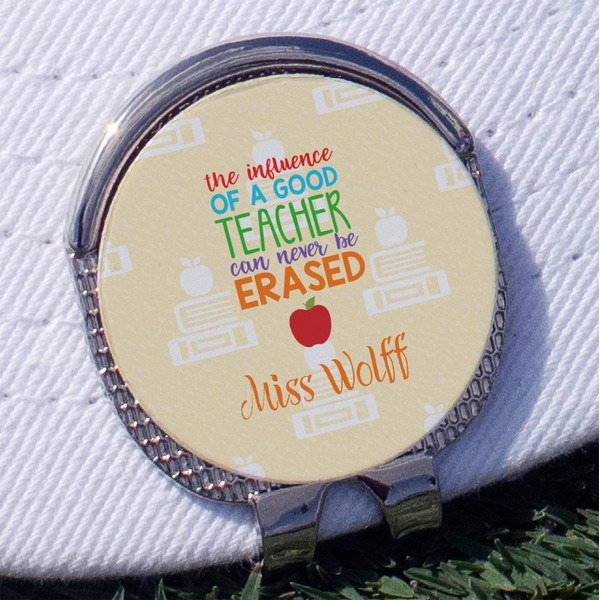 the influence
OF A GOOD
TEACHER
can never be
ERASED
Miss Wolff